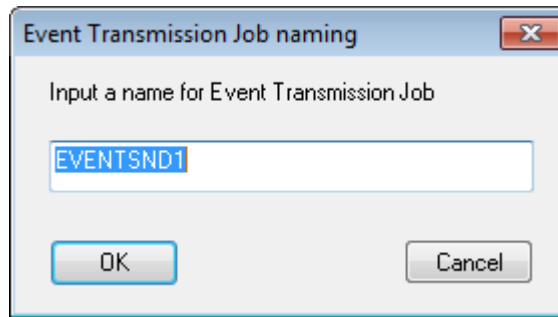 Event Transmission Job naming
Input a name for Event Transmission Job
EVENTSND1
OK
Cancel